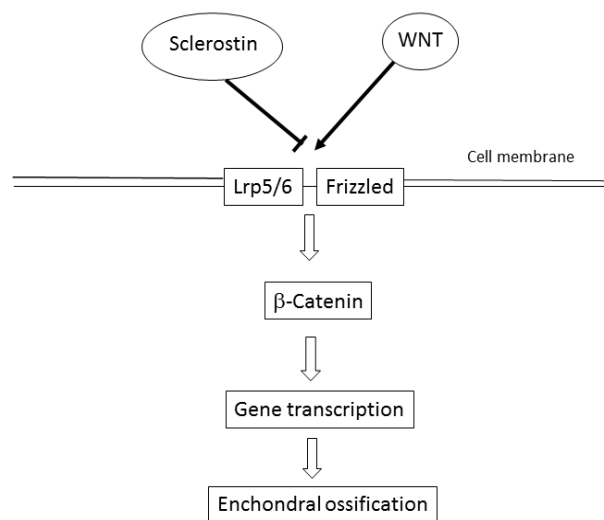 Sclerostin
WNT
Cell membrane
Lrp5/6
Frizzled
β-Catenin
Gene transcription
Enchondral ossification